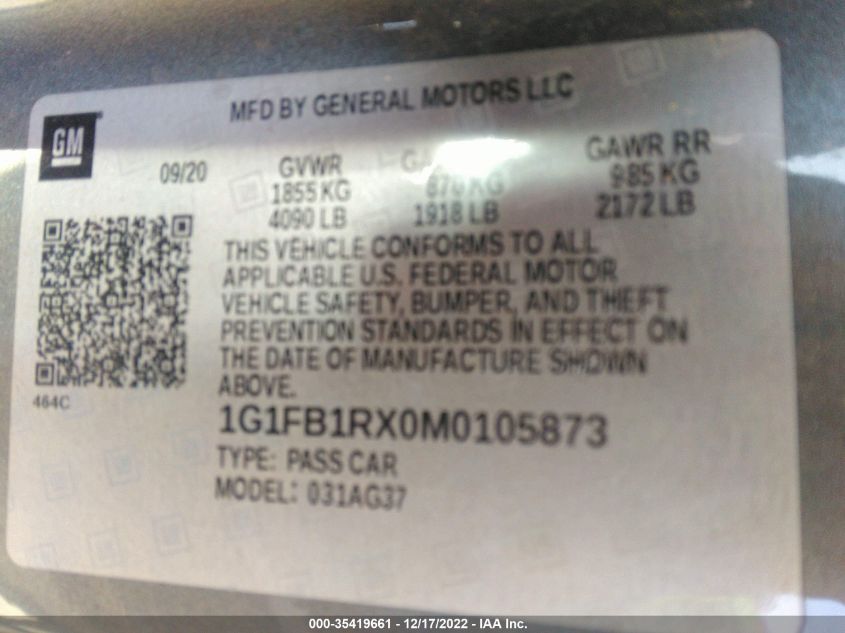 MFD BY GENERAL MOTORS LLC
GM
09/20 GVWR GAWR RR
1855 KG 870 KG 985 KG
4090 LB 1918 LB 2172 LB
THIS VEHICLE CONFORMS TO ALL
APPLICABLE U.S. FEDERAL MOTOR
VEHICLE SAFETY, BUMPER, AND THEFT
PREVENTION STANDARDS IN EFFECT ON
THE DATE OF MANUFACTURE SHOWN
ABOVE.
464C
1G1FB1RX0M0105873
TYPE: PASS CAR
MODEL: 031AG37
000-35419661 - 12/17/2022 - IAA Inc.